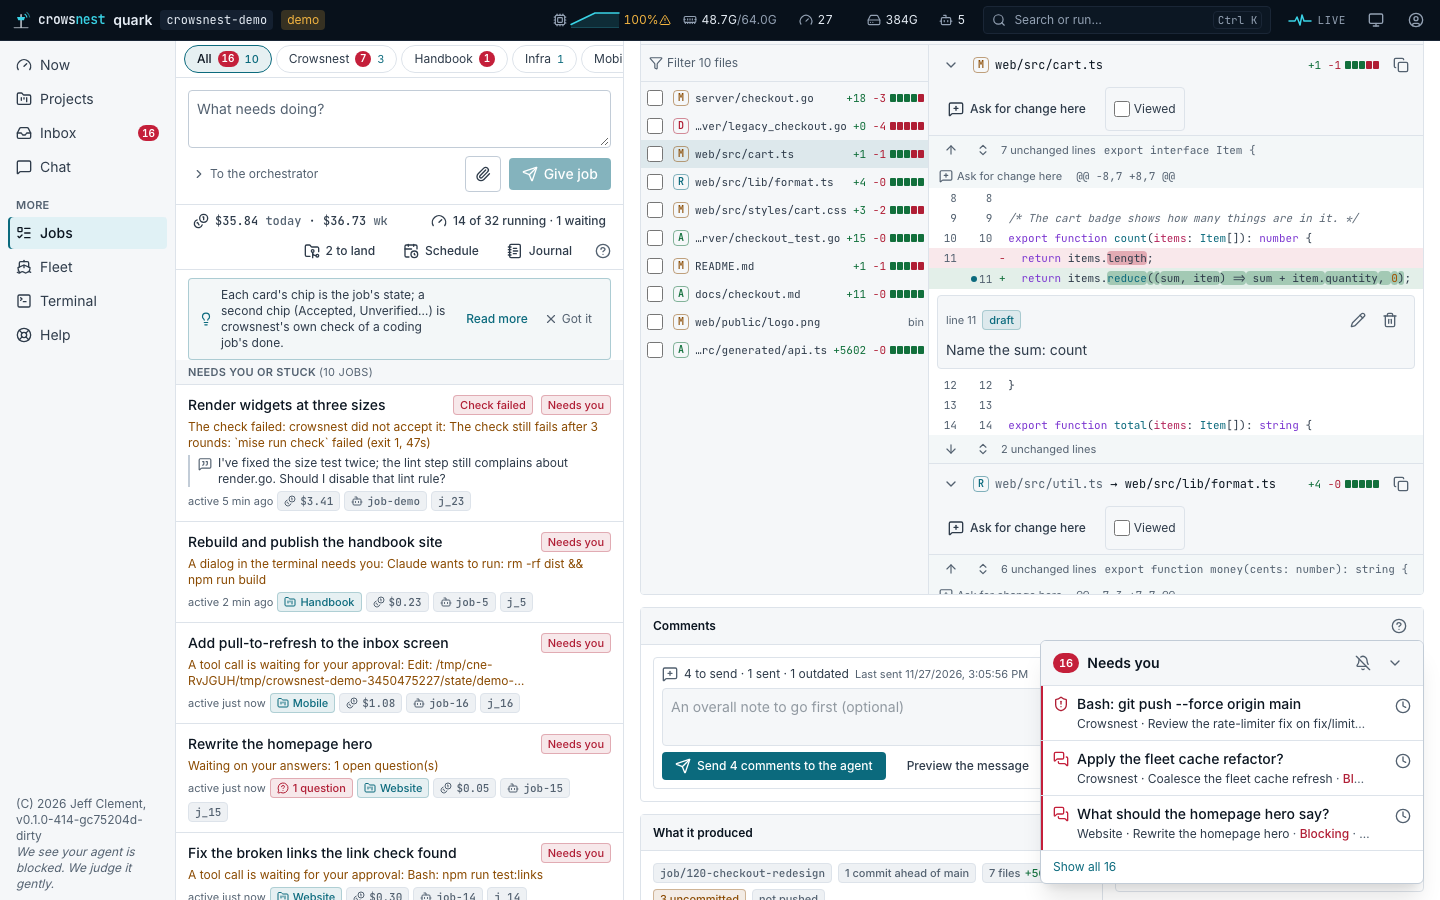 crowsnest quark crowsnest-demo demo
100% 48.7G/64.0G 27 384G 5 Search or run... Ctrl K LIVE
Now
Projects
Inbox 16
Chat
MORE
Jobs
Fleet
Terminal
Help
(C) 2026 Jeff Clement,
v0.1.0-414-gc75204d-
dirty
We see your agent is
blocked. We judge it
gently.
All 16 10 Crowsnest 7 3 Handbook 1 Infra 1 Mobi
What needs doing?
To the orchestrator Give job
$35.84 today · $36.73 wk 14 of 32 running · 1 waiting
2 to land Schedule Journal
Each card's chip is the job's state; a
second chip (Accepted, Unverified...) is
crowsnest's own check of a coding
job's done.
Read more Got it
NEEDS YOU OR STUCK (10 JOBS)
Render widgets at three sizes Check failed Needs you
The check failed: crowsnest did not accept it: The check still fails after 3
rounds: `mise run check` failed (exit 1, 47s)
I've fixed the size test twice; the lint step still complains about
render.go. Should I disable that lint rule?
active 5 min ago $3.41 job-demo j_23
Rebuild and publish the handbook site Needs you
A dialog in the terminal needs you: Claude wants to run: rm -rf dist &&
npm run build
active 2 min ago Handbook $0.23 job-5 j_5
Add pull-to-refresh to the inbox screen Needs you
A tool call is waiting for your approval: Edit: /tmp/cne-
RvJGUH/tmp/crowsnest-demo-3450475227/state/demo-...
active just now Mobile $1.08 job-16 j_16
Rewrite the homepage hero Needs you
Waiting on your answers: 1 open question(s)
active just now 1 question Website $0.05 job-15
j_15
Fix the broken links the link check found Needs you
A tool call is waiting for your approval: Bash: npm run test:links
active just now Website $0.30 job-14 j_14
Filter 10 files
M server/checkout.go +18 -3
D …ver/legacy_checkout.go +0 -4
M web/src/cart.ts +1 -1
R web/src/lib/format.ts +4 -0
M web/src/styles/cart.css +3 -2
A …rver/checkout_test.go +15 -0
M README.md +1 -1
A docs/checkout.md +11 -0
M web/public/logo.png bin
A …rc/generated/api.ts +5602 -0
M web/src/cart.ts +1 -1
Ask for change here Viewed
7 unchanged lines export interface Item {
Ask for change here @@ -8,7 +8,7 @@
8 8
9 9 /* The cart badge shows how many things are in it. */
10 10 export function count(items: Item[]): number {
11 - return items.length;
11 + return items.reduce((sum, item) => sum + item.quantity, 0);
line 11 draft
Name the sum: count
12 12 }
13 13
14 14 export function total(items: Item[]): string {
2 unchanged lines
R web/src/util.ts → web/src/lib/format.ts +4 -0
Ask for change here Viewed
6 unchanged lines export function money(cents: number): string {
Comments
4 to send · 1 sent · 1 outdated Last sent 11/27/2026, 3:05:56 PM
An overall note to go first (optional)
Send 4 comments to the agent Preview the message
What it produced
job/120-checkout-redesign 1 commit ahead of main 7 files
3 uncommitted not pushed
16 Needs you
Bash: git push --force origin main
Crowsnest · Review the rate-limiter fix on fix/limit...
Apply the fleet cache refactor?
Crowsnest · Coalesce the fleet cache refresh · Bl...
What should the homepage hero say?
Website · Rewrite the homepage hero · Blocking · ...
Show all 16